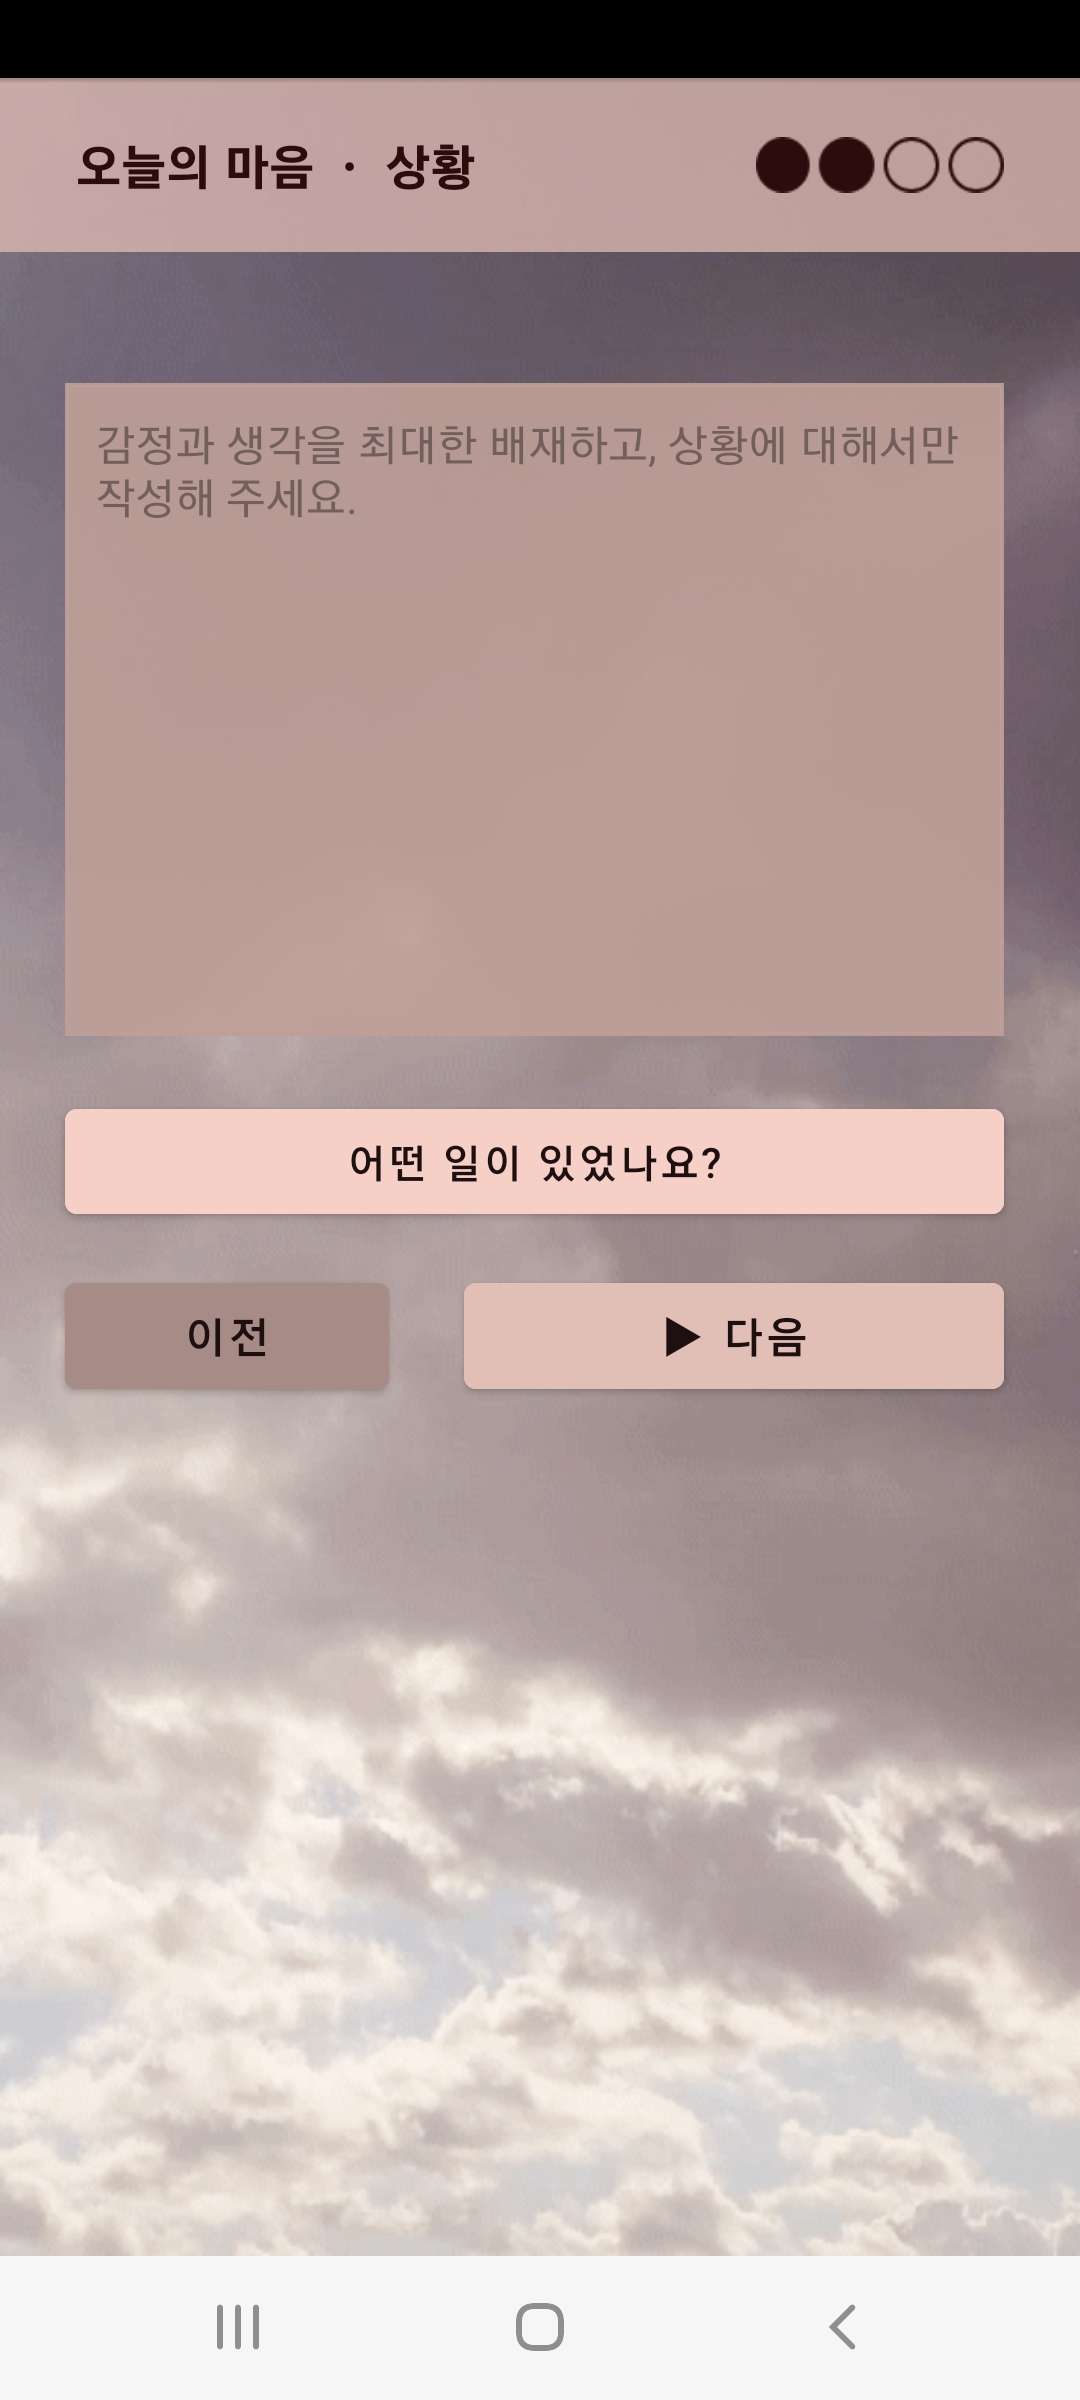 오늘의 마음 · 상황
감정과 생각을 최대한 배재하고, 상황에 대해서만
작성해 주세요.
어떤 일이 있었나요?
이전
▶ 다음